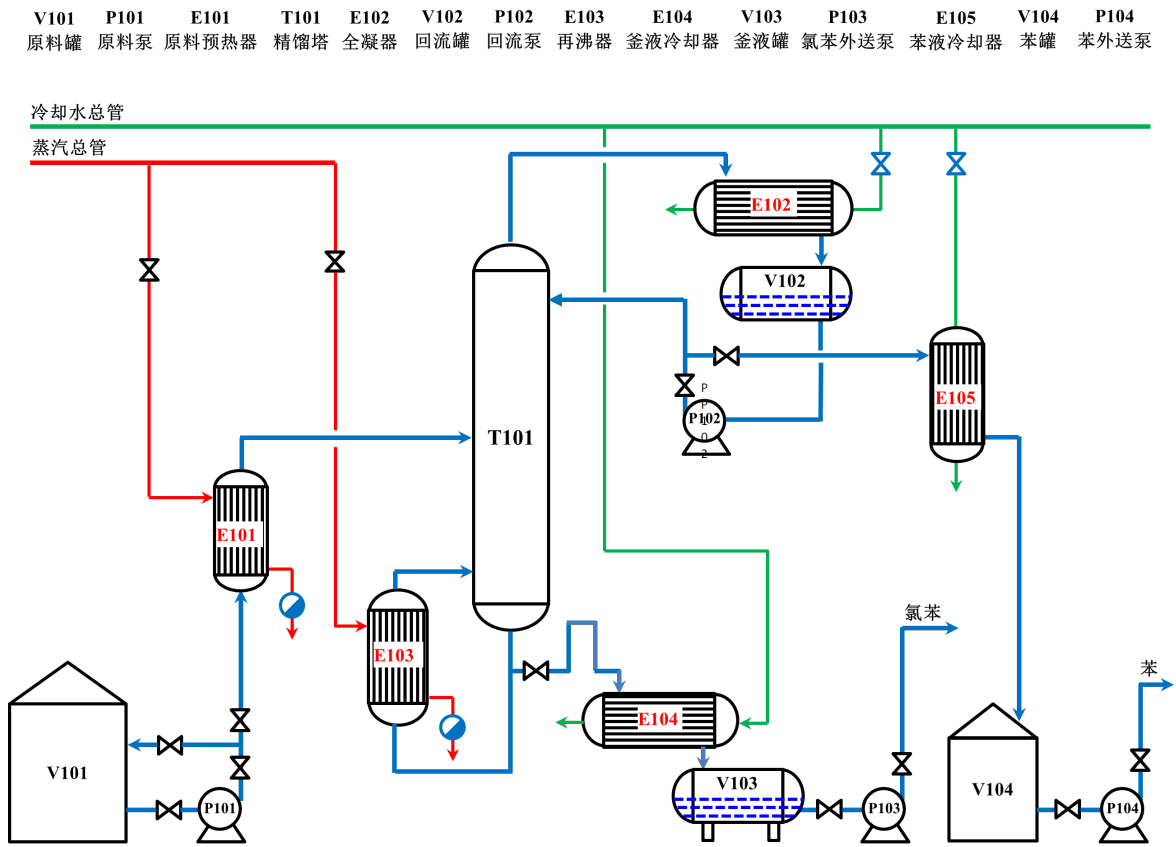 V101 P101 E101 T101 E102 V102 P102 E103 E104 V103 P103 E105 V104 P104
原料罐 原料泵 原料预热器 精馏塔 全凝器 回流罐 回流泵 再沸器 釜液冷却器 釜液罐 氯苯外送泵 苯液冷却器 苯罐 苯外送泵
冷却水总管
蒸汽总管
E102
V102
E105
P
P
1
0
2
P102
T101
E101
氯苯
E103
苯
E104
V101
V103
V104
P101
P103
P104